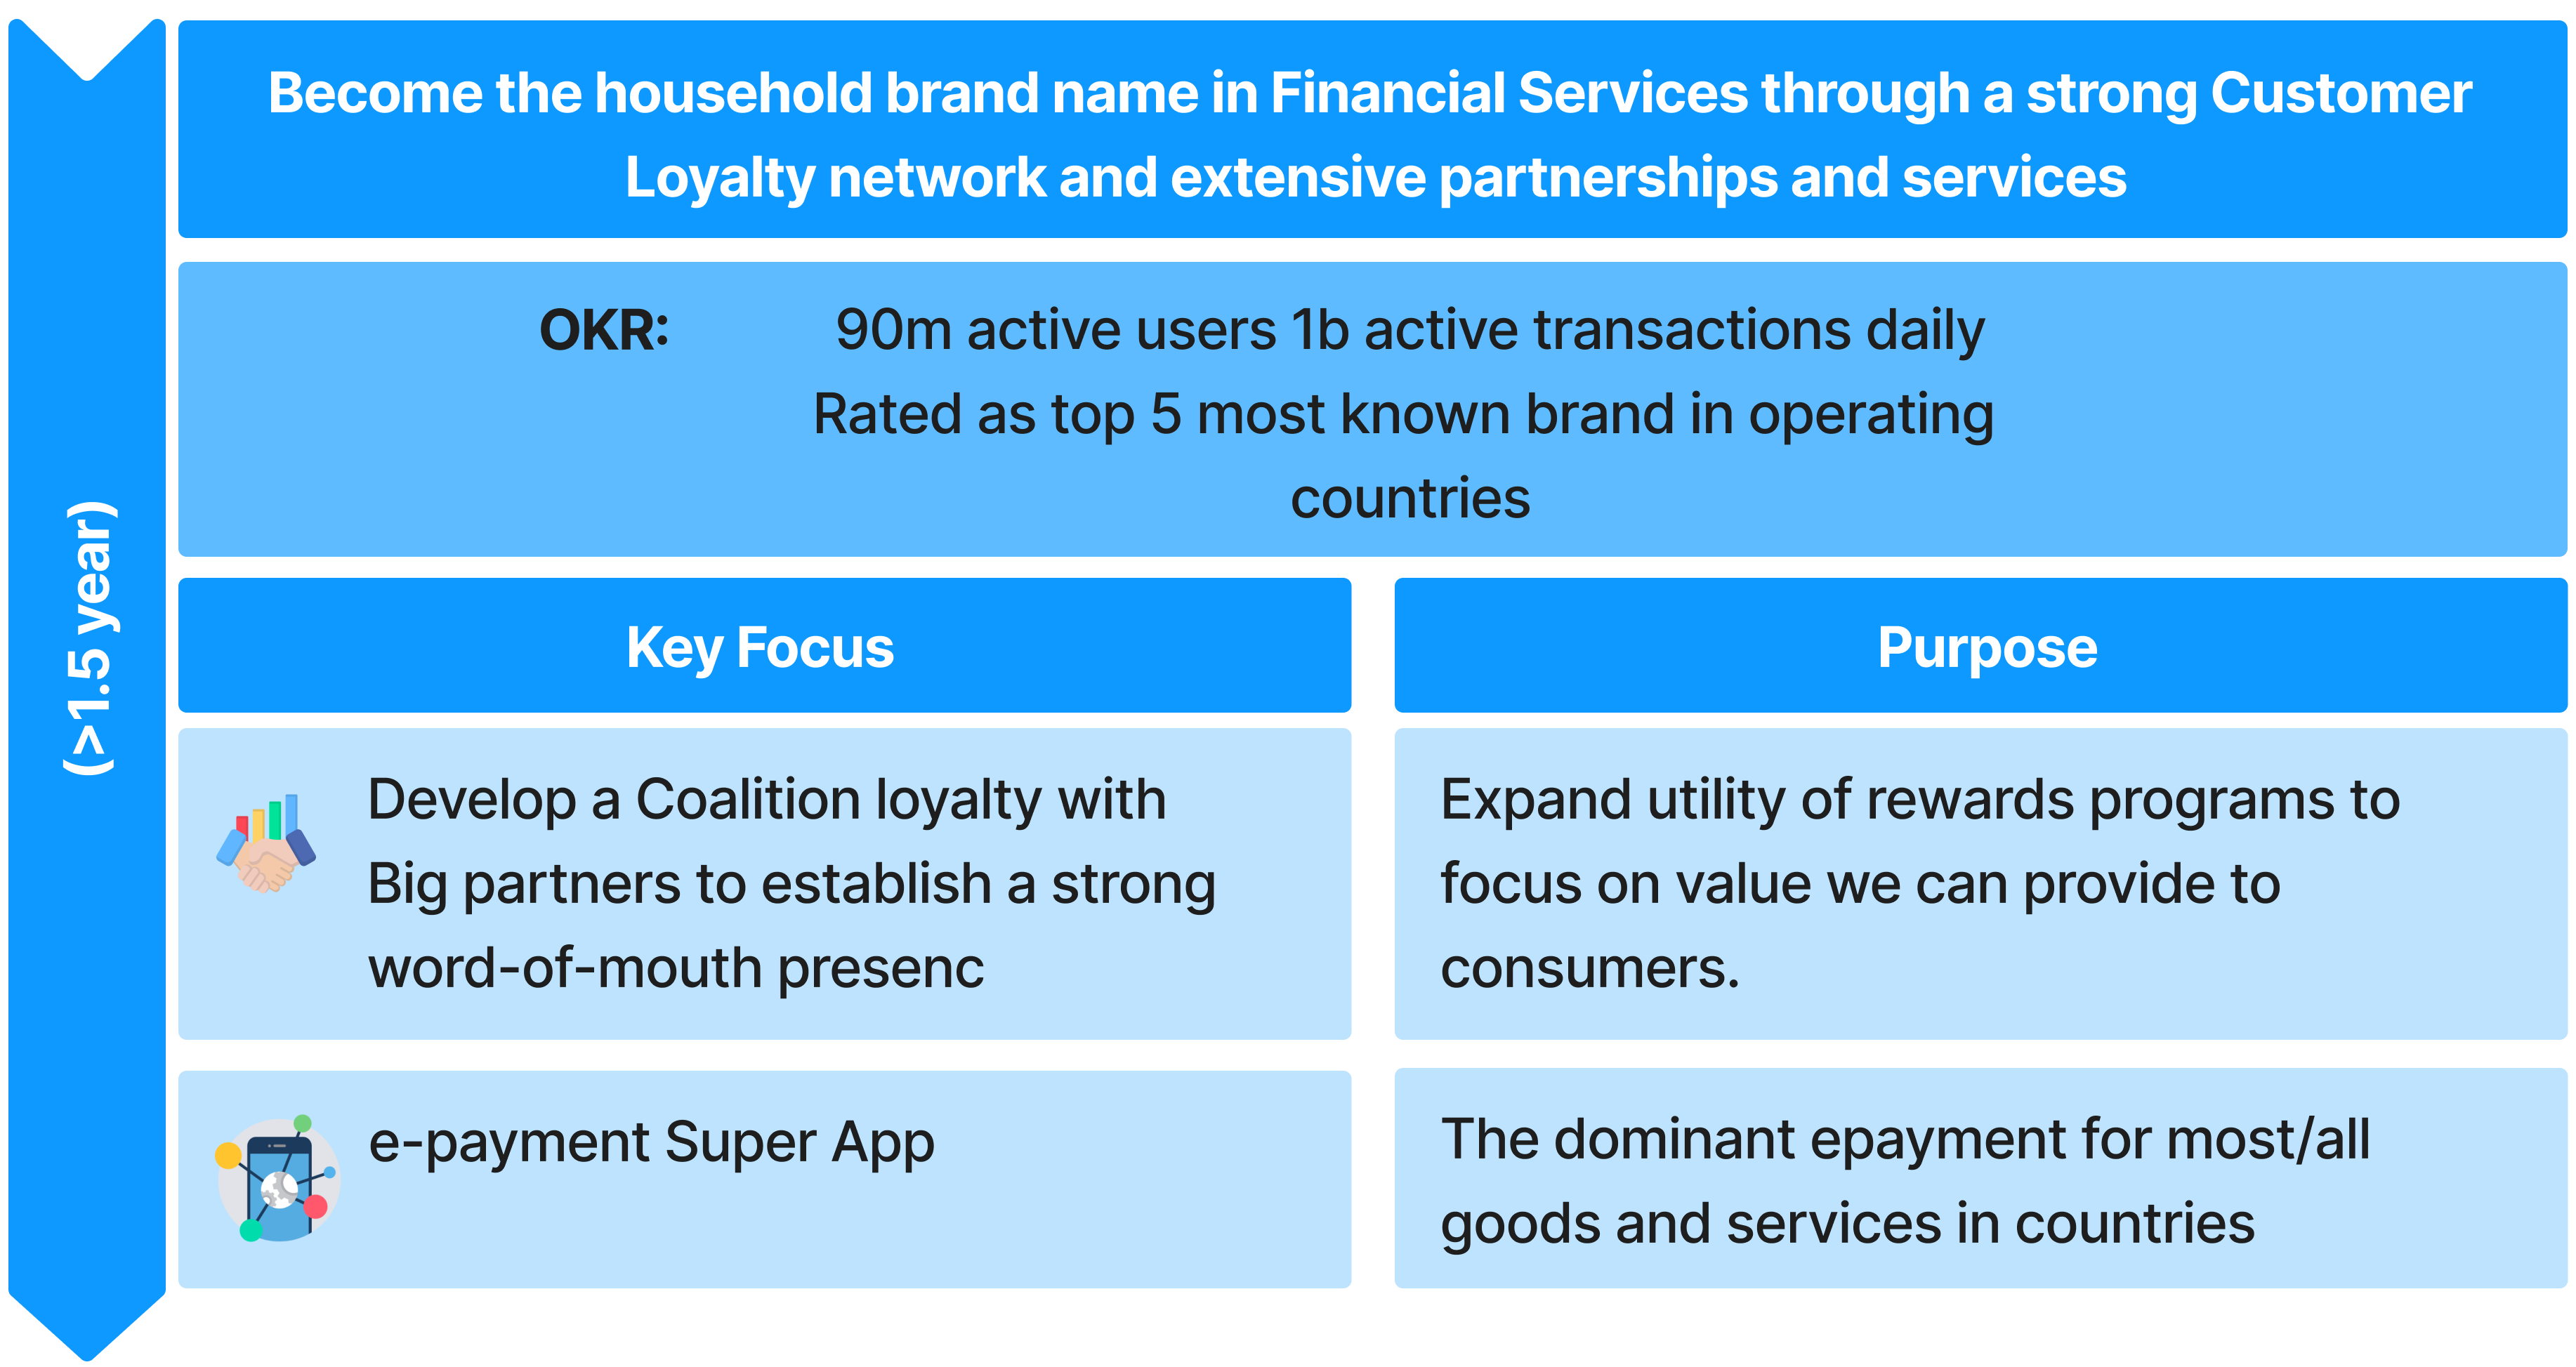 Become the household brand name in Financial Services through a strong Customer
Loyalty network and extensive partnerships and services
OKR: 90m active users 1b active transactions daily
Rated as top 5 most known brand in operating
countries
(>1.5 year)
Key Focus
Purpose
Develop a Coalition loyalty with
Big partners to establish a strong
word-of-mouth presenc
Expand utility of rewards programs to
focus on value we can provide to
consumers.
e-payment Super App
The dominant epayment for most/all
goods and services in countries